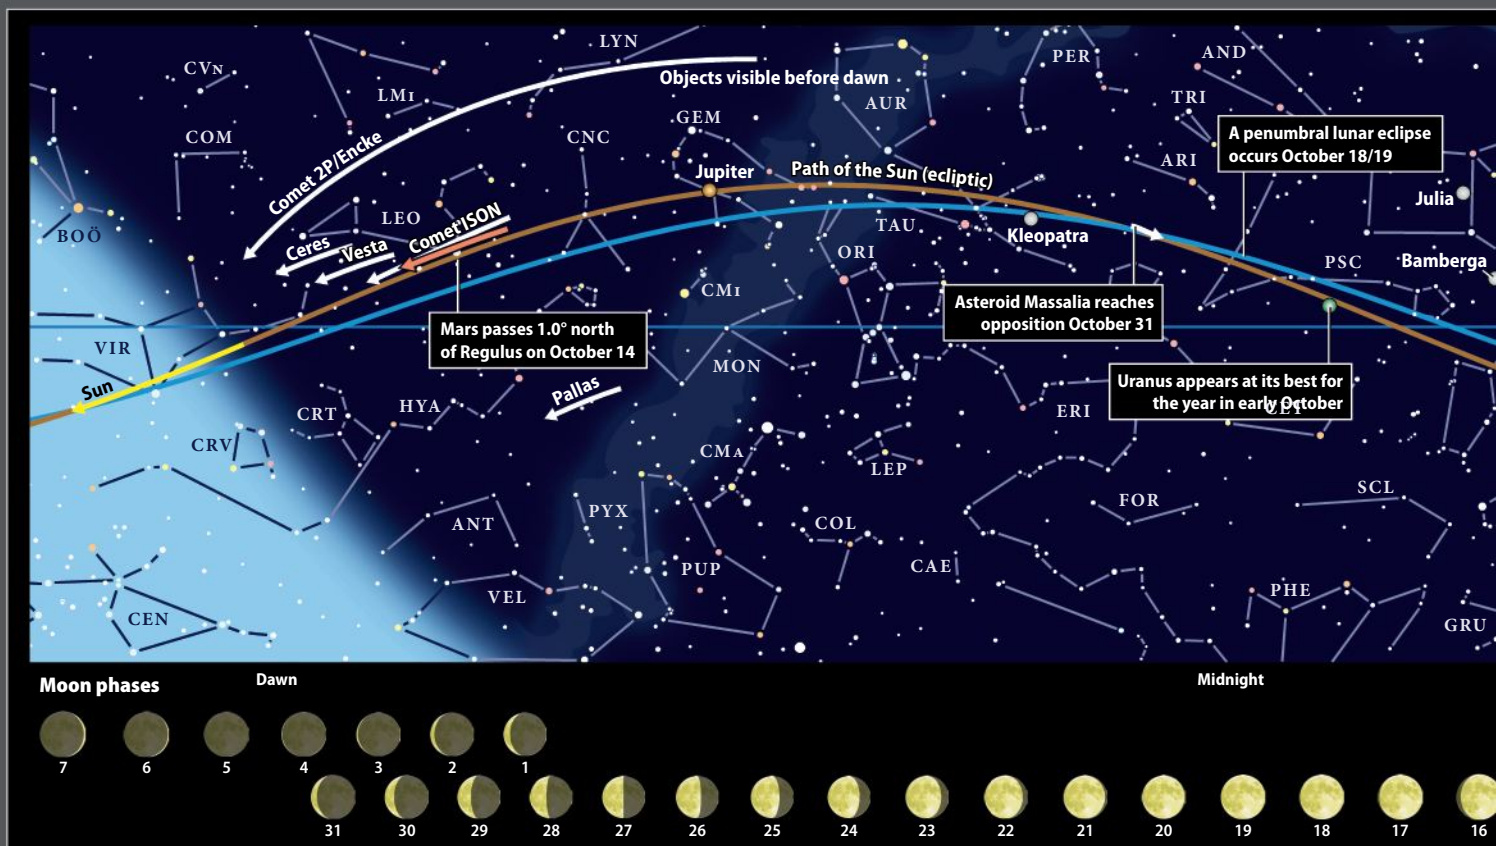 LYN
PER
AND
CVn
Objects visible before dawn
LMi
AUR
TRI
COM
GEM
CNC
A penumbral lunar eclipse
occurs October 18/19
ARI
Comet 2P/Encke
Jupiter
Path of the Sun (ecliptic)
Julia
BOÖ
LEO
Comet ISON
TAU
Kleopatra
Ceres
Vesta
ORI
PSC
Bamberga
CMi
Asteroid Massalia reaches
opposition October 31
Mars passes 1.0° north
of Regulus on October 14
VIR
MON
Sun
Pallas
Uranus appears at its best for
the year in early October
CRT
HYA
ERI
CRV
CMa
LEP
ANT
PYX
COL
FOR
SCL
PUP
CAE
VEL
PHE
CEN
GRU
Moon phases
Dawn
Midnight
7 6 5 4 3 2 1
31 30 29 28 27 26 25 24 23 22 21 20 19 18 17 16